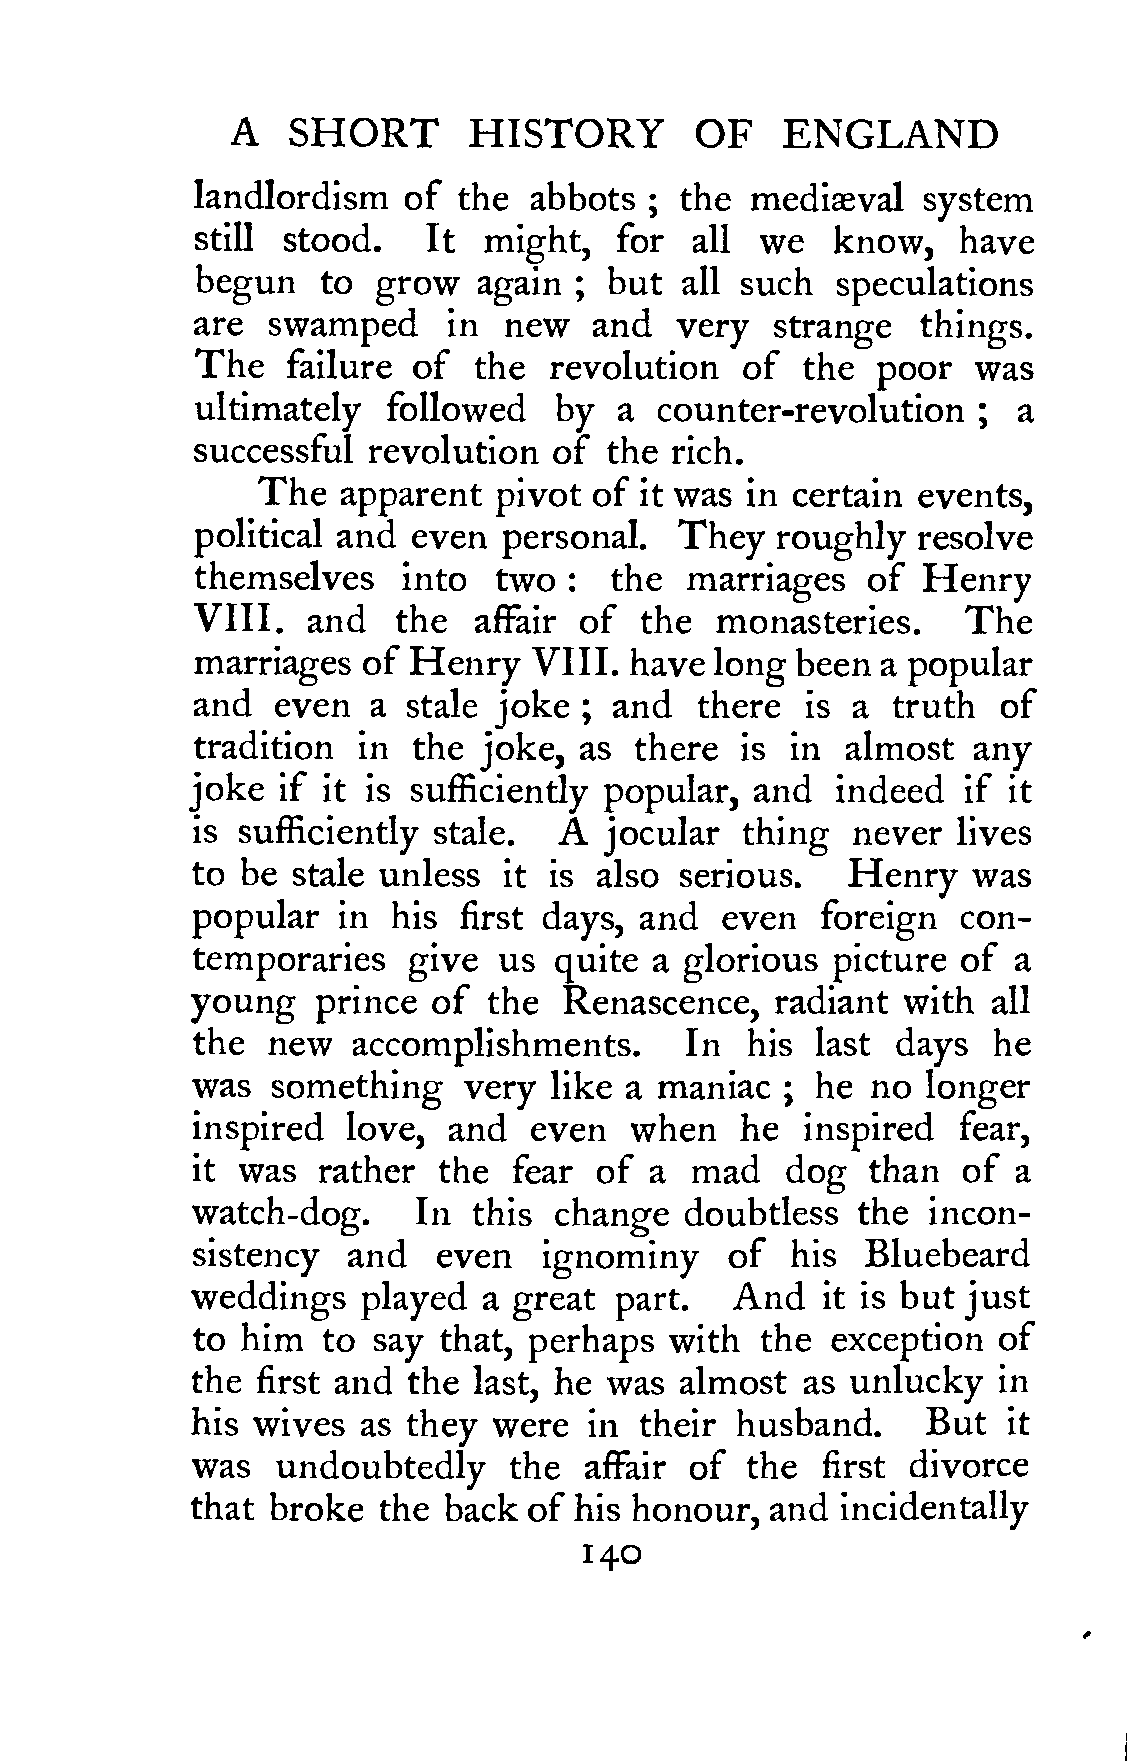 A SHORT HISTORY OF ENGLAND
landlordism of the abbots ; the mediæval system
still stood. It might, for all we know, have
begun to grow again ; but all such speculations
are swamped in new and very strange things.
The failure of the revolution of the poor was
ultimately followed by a counter-revolution ; a
successful revolution of the rich.
The apparent pivot of it was in certain events,
political and even personal. They roughly resolve
themselves into two : the marriages of Henry
VIII. and the affair of the monasteries. The
marriages of Henry VIII. have long been a popular
and even a stale joke ; and there is a truth of
tradition in the joke, as there is in almost any
joke if it is sufficiently popular, and indeed if it
is sufficiently stale. A jocular thing never lives
to be stale unless it is also serious. Henry was
popular in his first days, and even foreign con-
temporaries give us quite a glorious picture of a
young prince of the Renascence, radiant with all
the new accomplishments. In his last days he
was something very like a maniac ; he no longer
inspired love, and even when he inspired fear,
it was rather the fear of a mad dog than of a
watch-dog. In this change doubtless the incon-
sistency and even ignominy of his Bluebeard
weddings played a great part. And it is but just
to him to say that, perhaps with the exception of
the first and the last, he was almost as unlucky in
his wives as they were in their husband. But it
was undoubtedly the affair of the first divorce
that broke the back of his honour, and incidentally
140